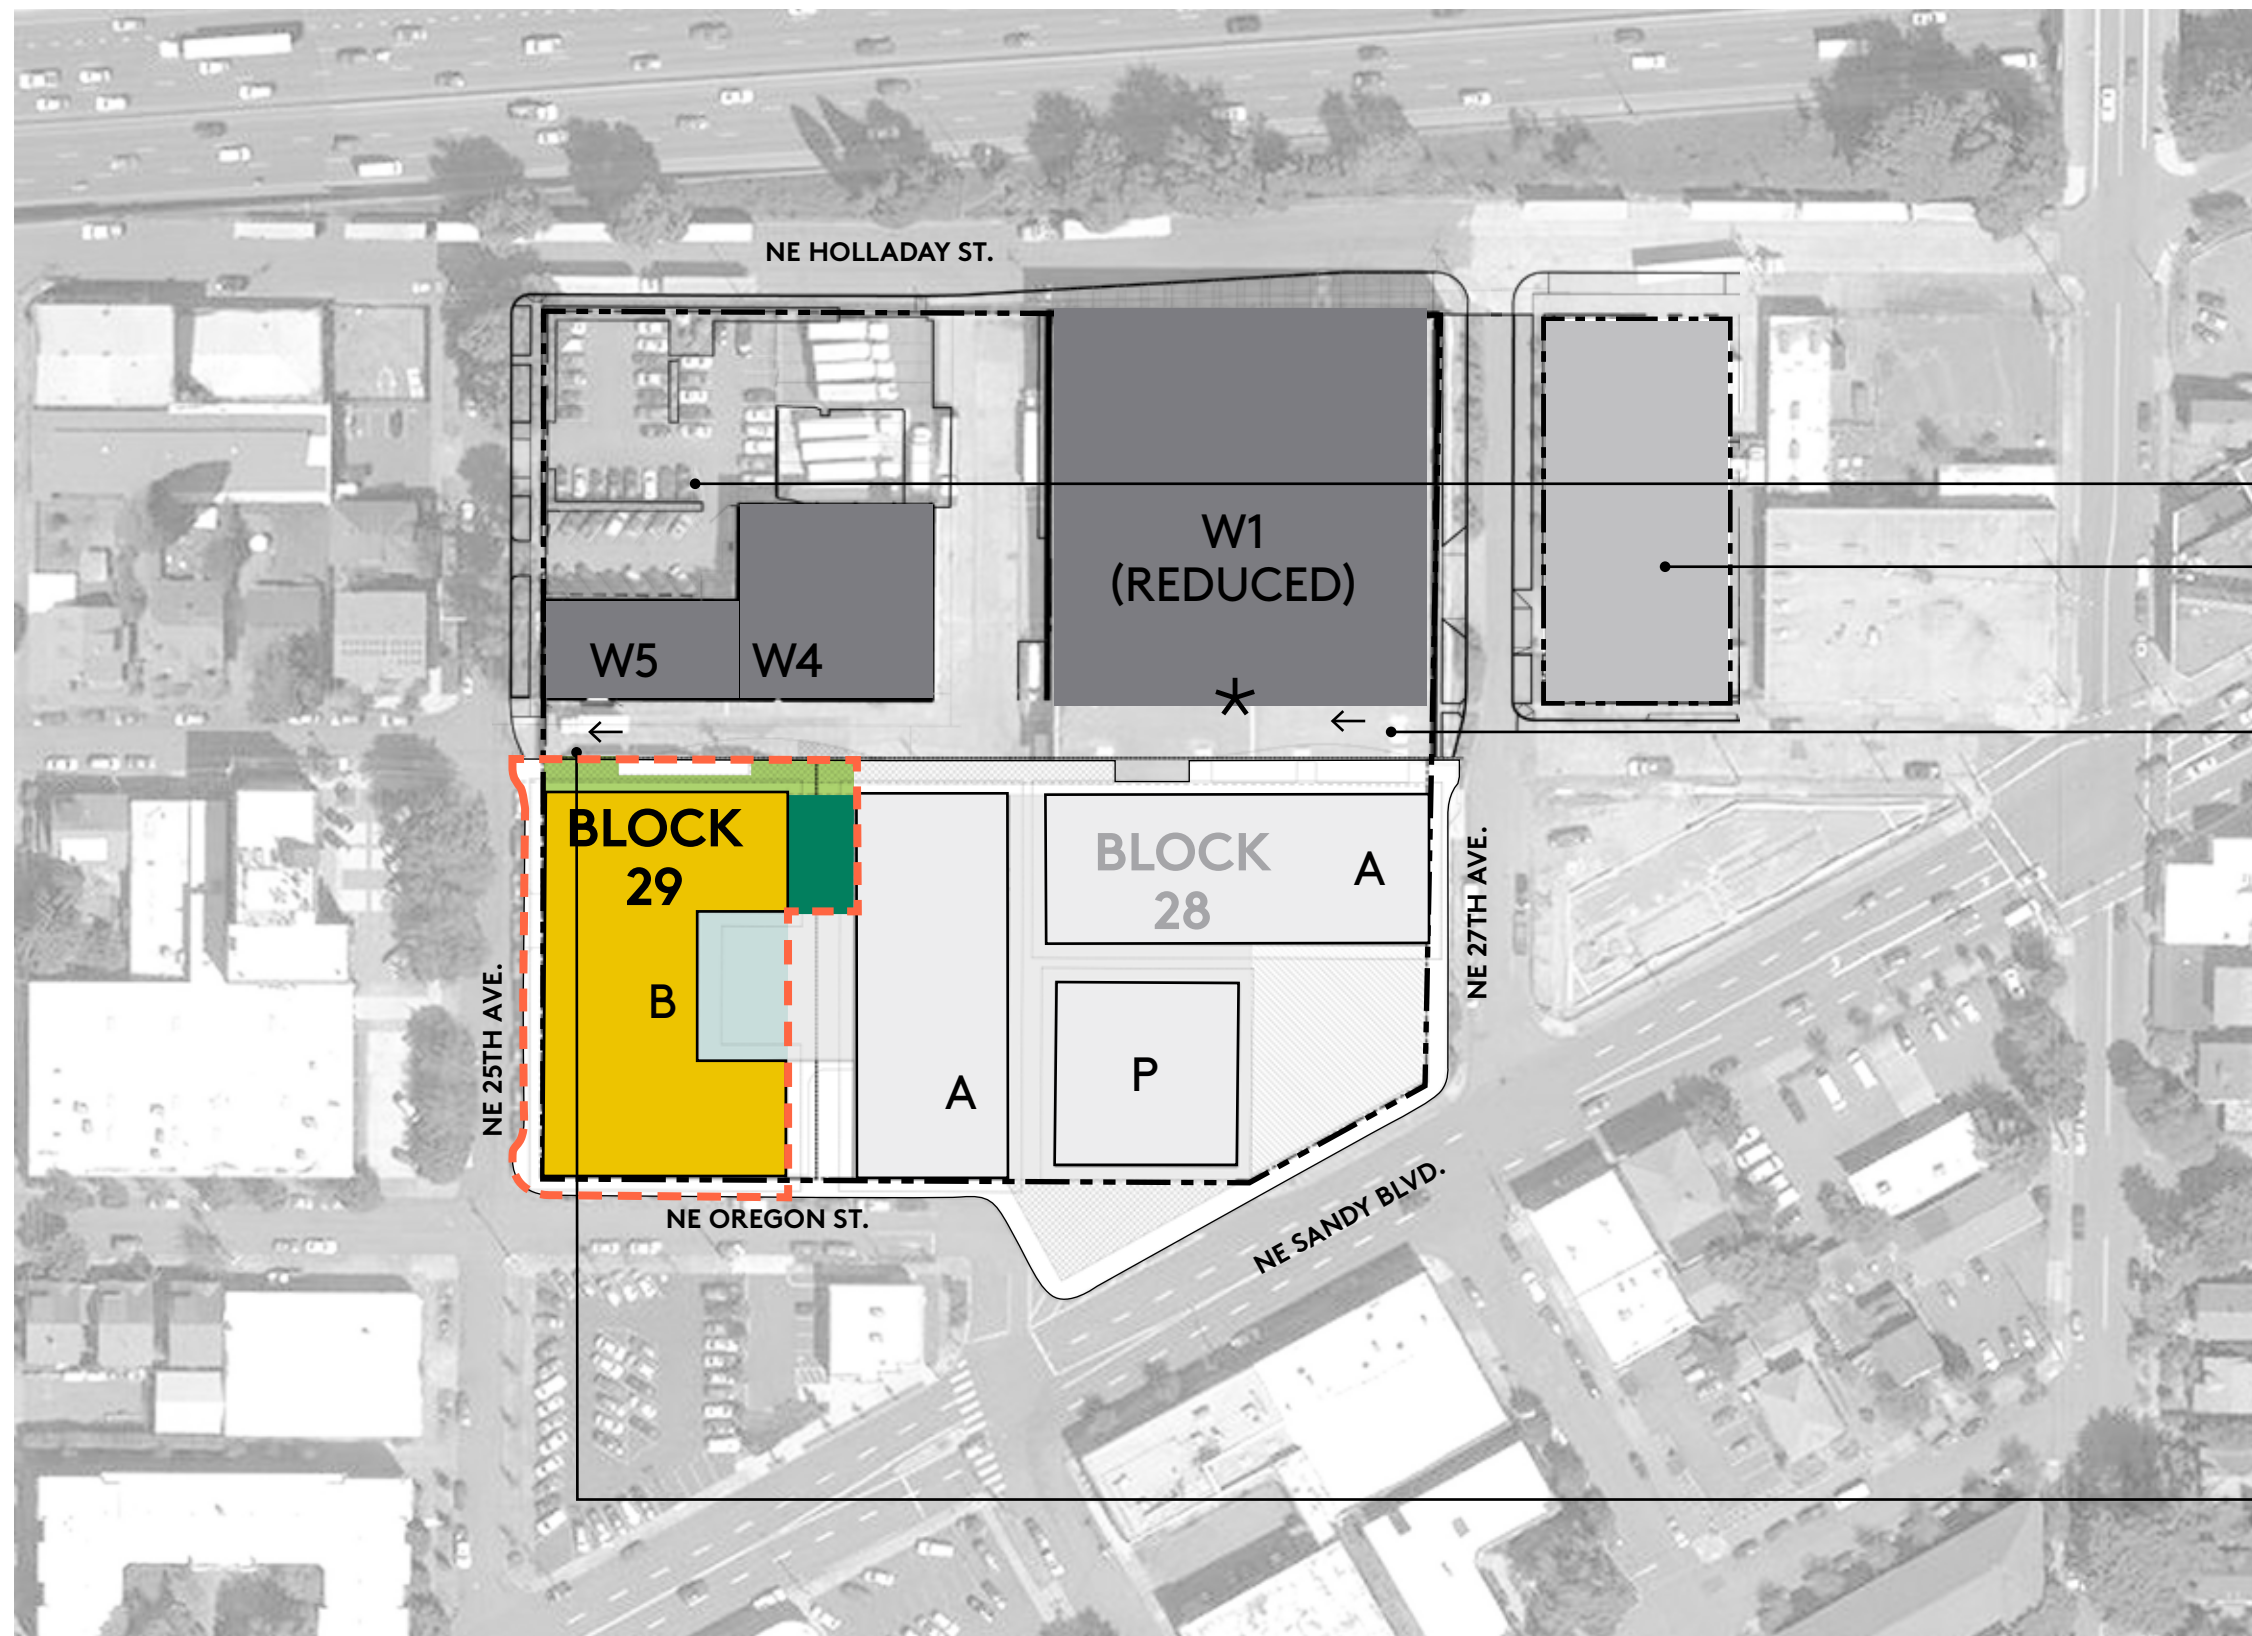 NE HOLLADAY ST.
W1
(REDUCED)
W5
W4
*
BLOCK
29
BLOCK
28
A
B
A
P
NE 25TH AVE.
NE 27TH AVE.
NE OREGON ST.
NE SANDY BLVD.